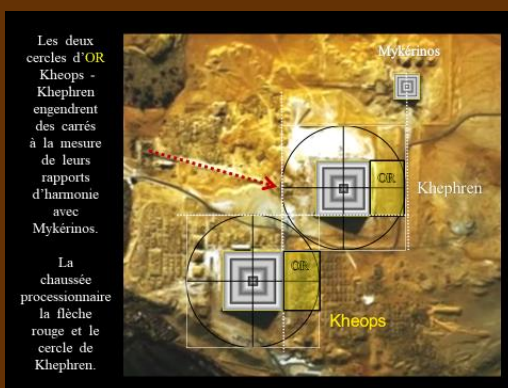 Les deux
cercles d'OR
Kheops -
Khephren
engendrent
des carrés
à la mesure
de leurs
rapports
d'harmonie
avec
Mykérinos.
La
chaussée
processionnaire
la flèche
rouge et le
cercle de
Khephren.
Mykérinos
OR
Khephren
OR
Kheops